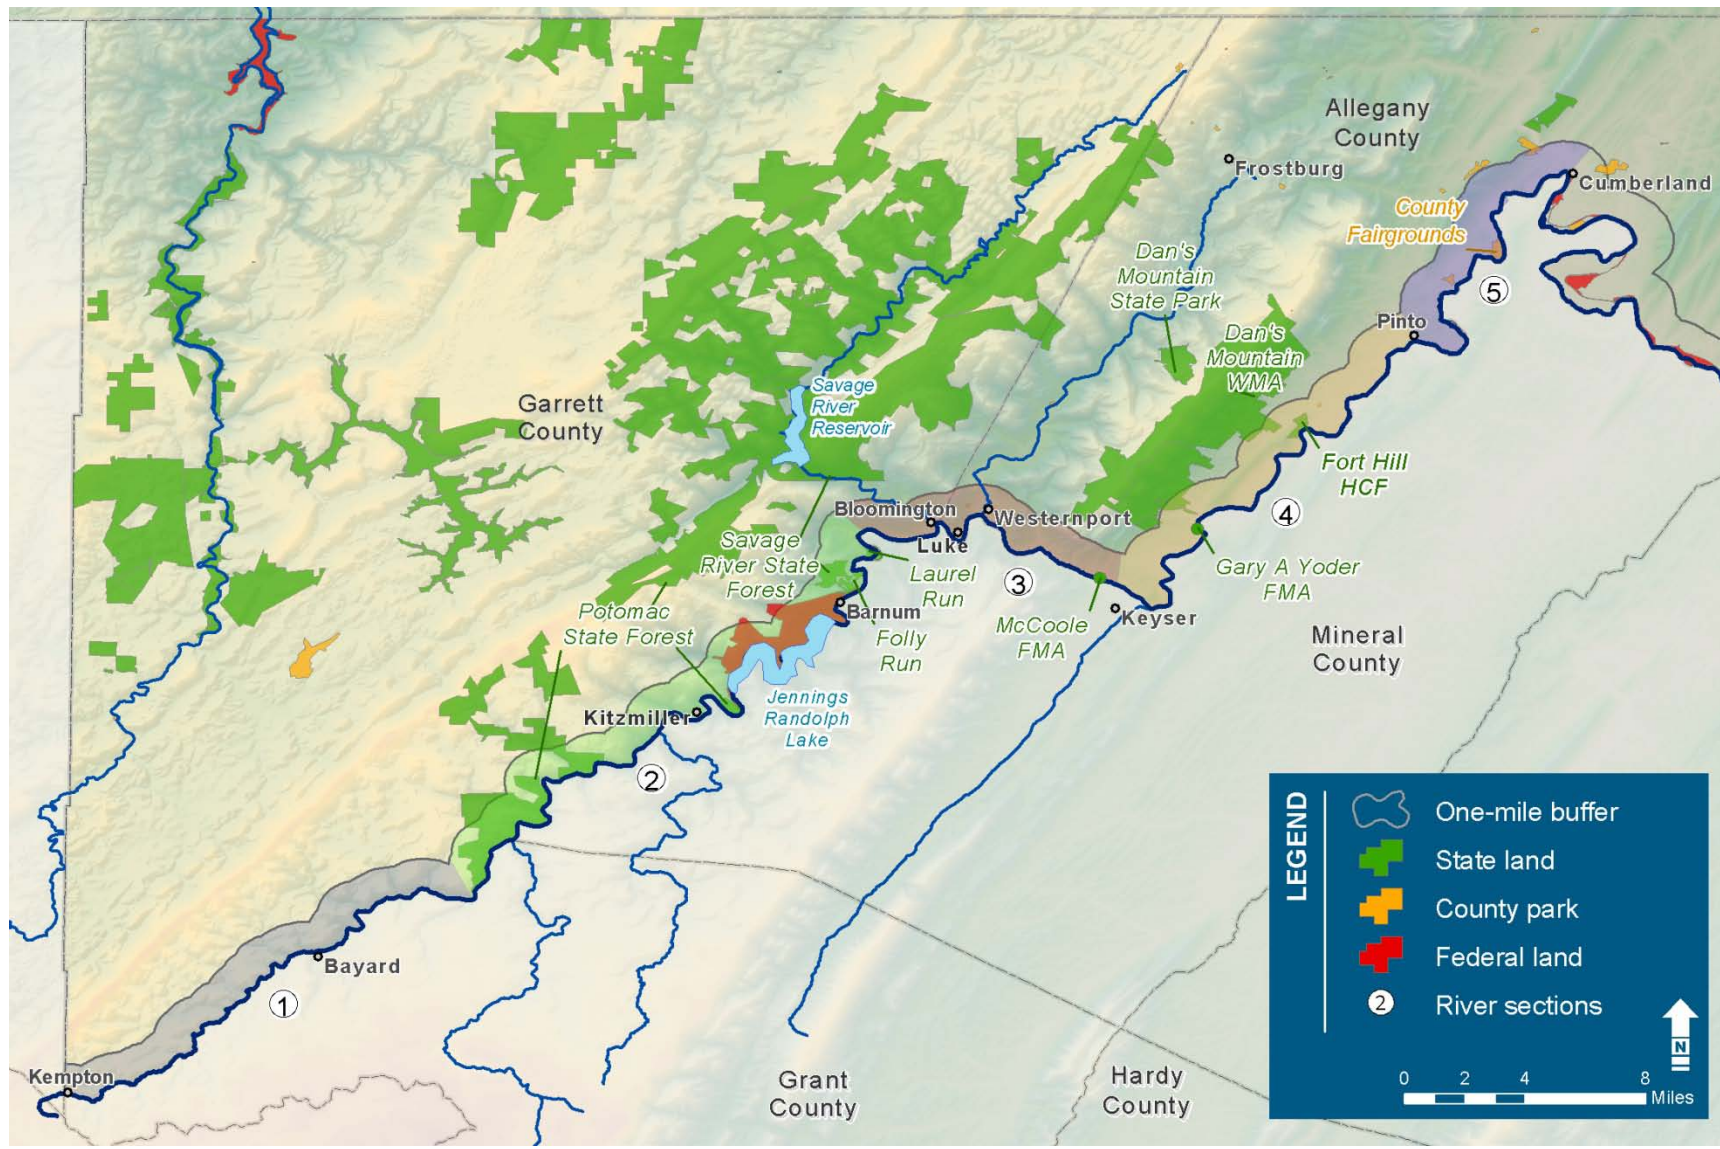 Allegany
County
Frostburg
Cumberland
County
Fairgrounds
Dan's
Mountain
State Park
5
Pinto
Dan's
Mountain
WMA
Savage
River
Reservoir
Garrett
County
Fort Hill
HCF
Bloomington
Westernport
4
Luke
Savage
River State
Forest
Laurel
Run
Gary A Yoder
FMA
3
Potomac
State Forest
Barnum
McCoole
FMA
Keyser
Folly
Run
Mineral
County
Jennings
Randolph
Lake
Kitzmiller
2
Bayard
1
Kempton
Grant
County
Hardy
County
LEGEND
One-mile buffer
State land
County park
Federal land
2 River sections
N
0 2 4 8
Miles